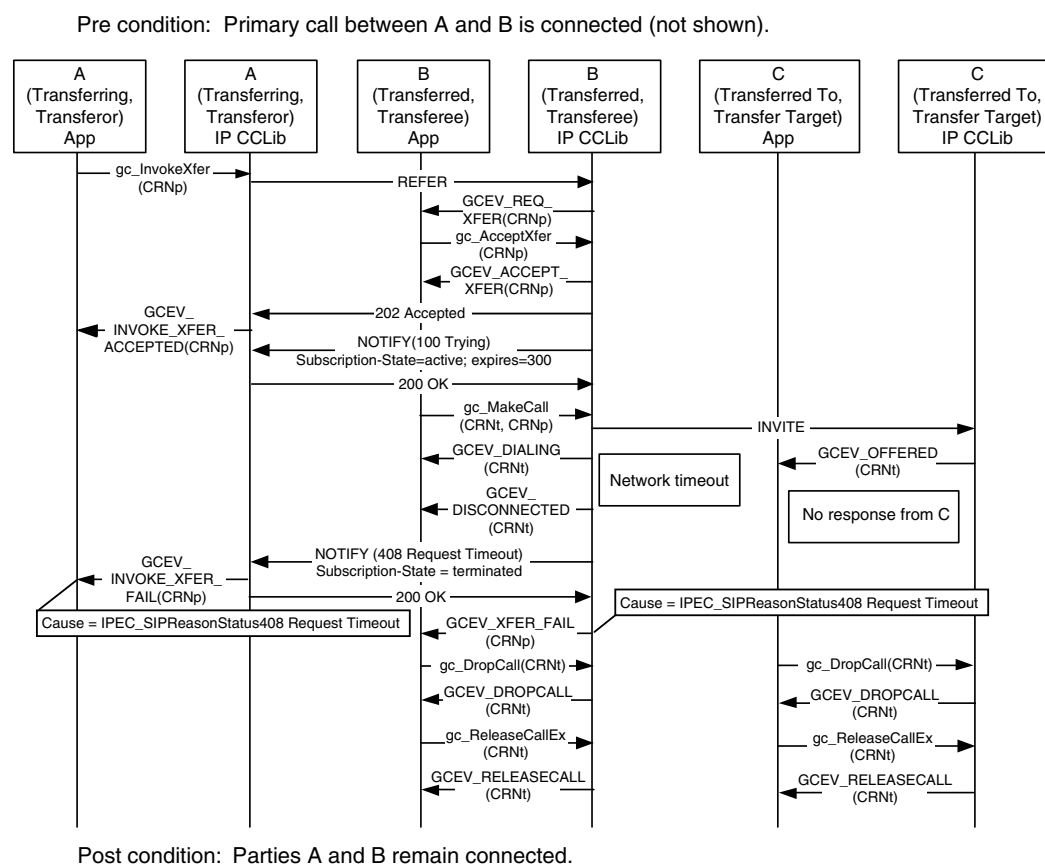 Pre condition: Primary call between A and B is connected (not shown).
A
(Transferring,
Transferor)
App
A
(Transferring,
Transferor)
IP CCLib
B
(Transferred,
Transferee)
App
B
(Transferred,
Transferee)
IP CCLib
C
(Transferred To,
Transfer Target)
App
C
(Transferred To,
Transfer Target)
IP CCLib
gc_InvokeXfer
(CRNp)
REFER
GCEV_REQ_
XFER(CRNp)
gc_AcceptXfer
(CRNp)
GCEV_ACCEPT_
XFER(CRNp)
202 Accepted
GCEV_
INVOKE_XFER_
ACCEPTED(CRNp)
NOTIFY(100 Trying)
Subscription-State=active; expires=300
200 OK
gc_MakeCall
(CRNt, CRNp)
INVITE
GCEV_DIALING
(CRNt)
GCEV_OFFERED
(CRNt)
Network timeout
GCEV_
DISCONNECTED
(CRNt)
No response from C
NOTIFY (408 Request Timeout)
Subscription-State = terminated
GCEV_
INVOKE_XFER_
FAIL(CRNp)
200 OK
Cause = IPEC_SIPReasonStatus408 Request Timeout
Cause = IPEC_SIPReasonStatus408 Request Timeout
GCEV_XFER_FAIL
(CRNp)
gc_DropCall(CRNt)
gc_DropCall(CRNt)
GCEV_DROPCALL
(CRNt)
GCEV_DROPCALL
(CRNt)
gc_ReleaseCallEx
(CRNt)
gc_ReleaseCallEx
(CRNt)
GCEV_RELEASECALL
(CRNt)
GCEV_RELEASECALL
(CRNt)
Post condition: Parties A and B remain connected.